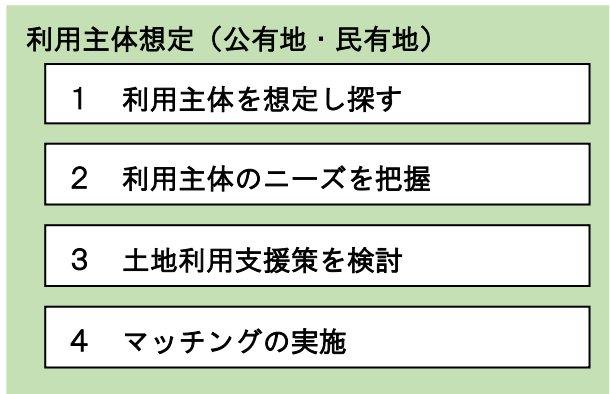 利用主体想定（公有地・民有地）
１　利用主体を想定し探す
２　利用主体のニーズを把握
３　土地利用支援策を検討
４　マッチングの実施